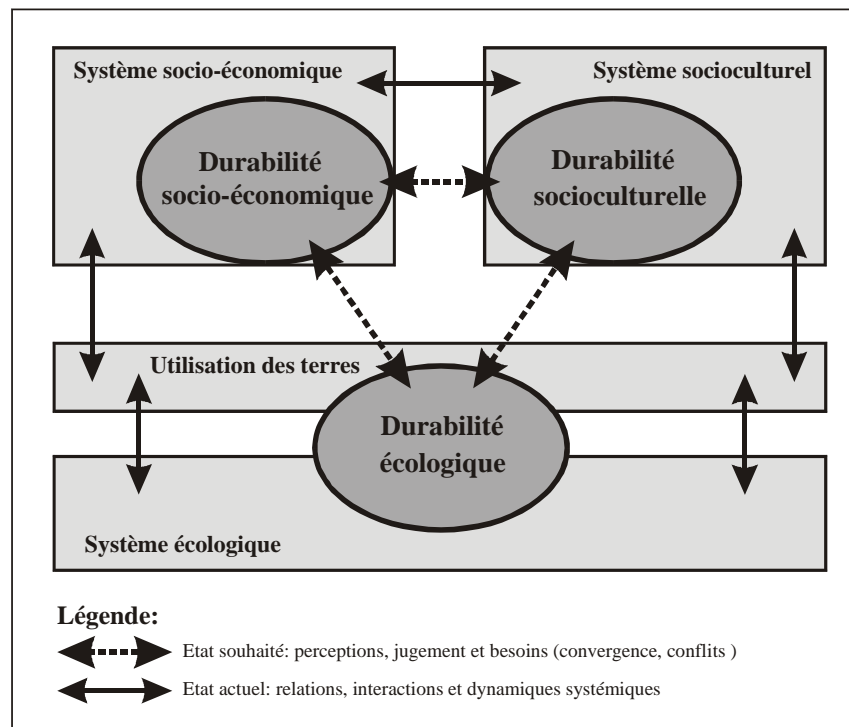 Système socio-économique
Système socioculturel
Durabilité
socio-économique
Durabilité
socioculturelle
Utilisation des terres
Durabilité
écologique
Système écologique
Légende:
Etat souhaité: perceptions, jugement et besoins (convergence, conflits )
Etat actuel: relations, interactions et dynamiques systémiques